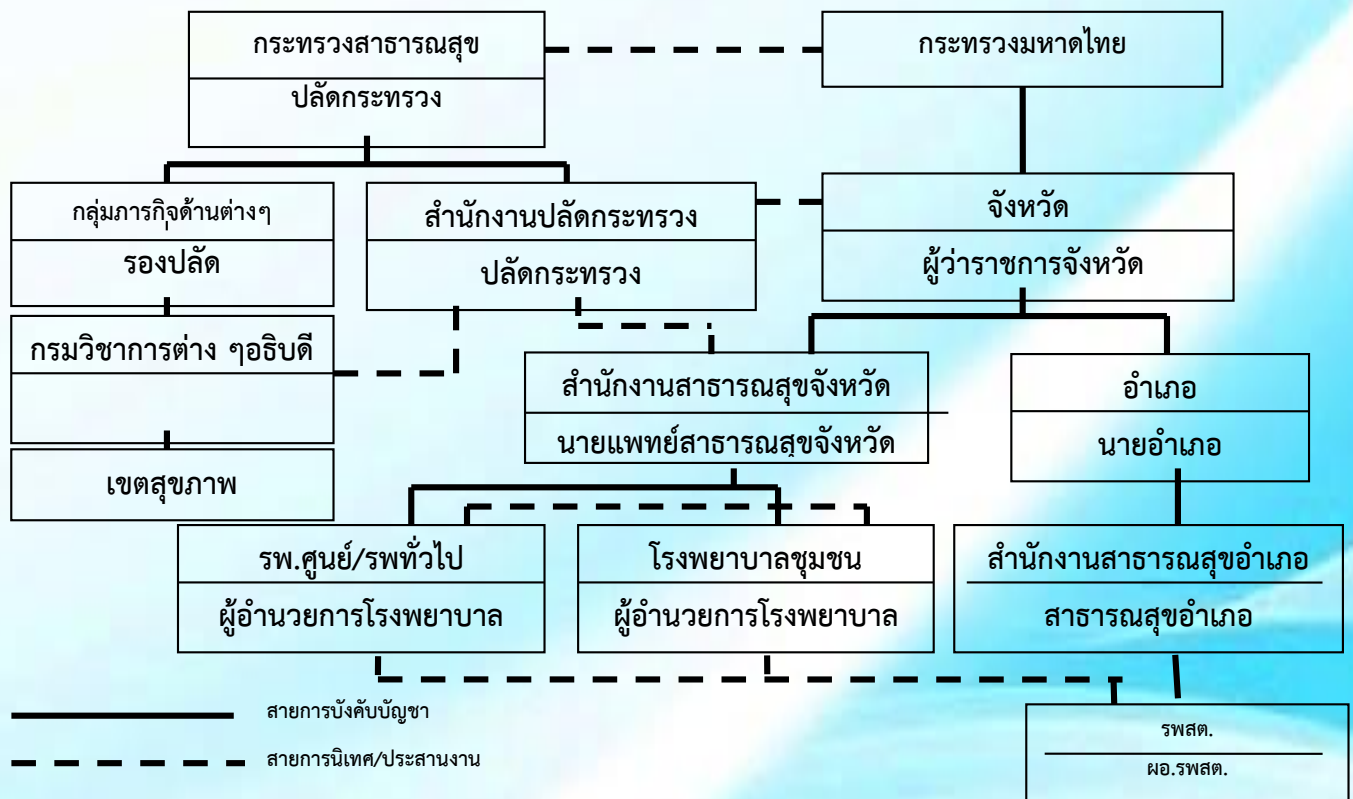 กระทรวงสาธารณสุข
ปลัดกระทรวง
กระทรวงมหาดไทย
กลุ่มภารกิจด้านต่างๆ
รองปลัด
สำนักงานปลัดกระทรวง
ปลัดกระทรวง
จังหวัด
ผู้ว่าราชการจังหวัด
กรมวิชาการต่าง ๆอธิบดี
เขตสุขภาพ
สำนักงานสาธารณสุขจังหวัด
นายแพทย์สาธารณสุขจังหวัด
อำเภอ
นายอำเภอ
รพ.ศูนย์/รพทั่วไป
ผู้อำนวยการโรงพยาบาล
โรงพยาบาลชุมชน
ผู้อำนวยการโรงพยาบาล
สำนักงานสาธารณสุขอำเภอ
สาธารณสุขอำเภอ
สายการบังคับบัญชา
สายการนิเทศ/ประสานงาน
รพสต.
ผอ.รพสต.